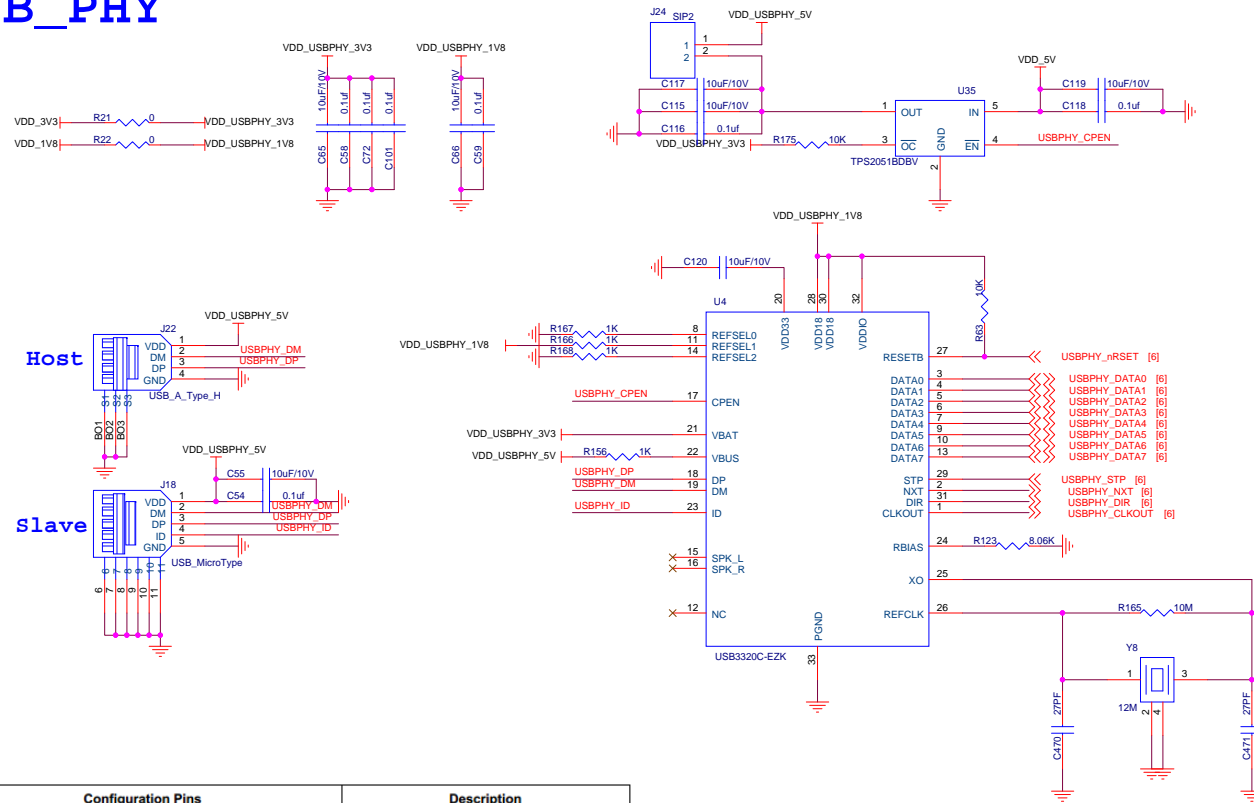 B_PHY
J24 SIP2
VDD_USBPHY_5V
1 1
2 2
VDD_USBPHY_3V3
VDD_USBPHY_1V8
10uF/10V 0.1uf 0.1uf 0.1uf
C65 C58 C72 C101
10uF/10V 0.1uf
C66 C59
VDD_3V3 R21 0 VDD_USBPHY_3V3
VDD_1V8 R22 0 VDD_USBPHY_1V8
C117 10uF/10V
C115 10uF/10V
C116 0.1uf
VDD_USBPHY_3V3 R175 10K
U35
1 OUT IN 5
3 OC EN 4
GND
2
TPS2051BDBV
VDD_5V
C119 10uF/10V
C118 0.1uf
USBPHY_CPEN
VDD_USBPHY_1V8
C120 10uF/10V
10K
R63
Host
J22
VDD_USBPHY_5V
VDD 1
DM 2 USBPHY_DM
DP 3 USBPHY_DP
GND 4
USB_A_Type_H
S1 S2 S3
BO1 BO2 BO3
Slave
J18
VDD_USBPHY_5V
C55 10uF/10V
C54 0.1uf
VDD 1
DM 2 USBPHY_DM
DP 3 USBPHY_DP
ID 4 USBPHY_ID
GND 5
USB_MicroType
6 7 8 9 10 11
6 7 8 9 10 11
U4
20 28 30 32
VDD33 VDD18 VDD18 VDDIO
R167 1K 8 REFSEL0
VDD_USBPHY_1V8 R166 1K 11 REFSEL1
R168 1K 14 REFSEL2
USBPHY_CPEN 17 CPEN
VDD_USBPHY_3V3 21 VBAT
VDD_USBPHY_5V R156 1K 22 VBUS
USBPHY_DP 18 DP
USBPHY_DM 19 DM
USBPHY_ID 23 ID
15 SPK_L
16 SPK_R
12 NC
PGND
33
USB3320C-EZK
RESETB 27 USBPHY_nRSET [6]
DATA0 3 USBPHY_DATA0 [6]
DATA1 4 USBPHY_DATA1 [6]
DATA2 5 USBPHY_DATA2 [6]
DATA3 6 USBPHY_DATA3 [6]
DATA4 7 USBPHY_DATA4 [6]
DATA5 9 USBPHY_DATA5 [6]
DATA6 10 USBPHY_DATA6 [6]
DATA7 13 USBPHY_DATA7 [6]
STP 29 USBPHY_STP [6]
NXT 2 USBPHY_NXT [6]
DIR 31 USBPHY_DIR [6]
CLKOUT 1 USBPHY_CLKOUT [6]
RBIAS 24 R123 8.06K
XO 25
REFCLK 26
R165 10M
Y8
1 3
12M
2 4
27PF
C470
27PF
C471
Configuration Pins Description